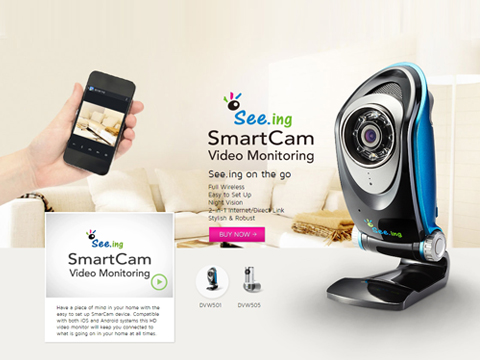 See.ing
SmartCam
Video Monitoring
See.ing on the go
Full Wireless
Easy to Set Up
Night Vision
2-in-1 Internet/Direct Link
Stylish & Robust
BUY NOW
See.ing
SmartCam
Video Monitoring
Have a piece of mind in your home with the
easy to set up SmarCam device. Compatible
with both iOS and Android systems this HD
video monitor will keep you connected to
what is going on in your home at all times.
DVW501
DVW505
See.ing